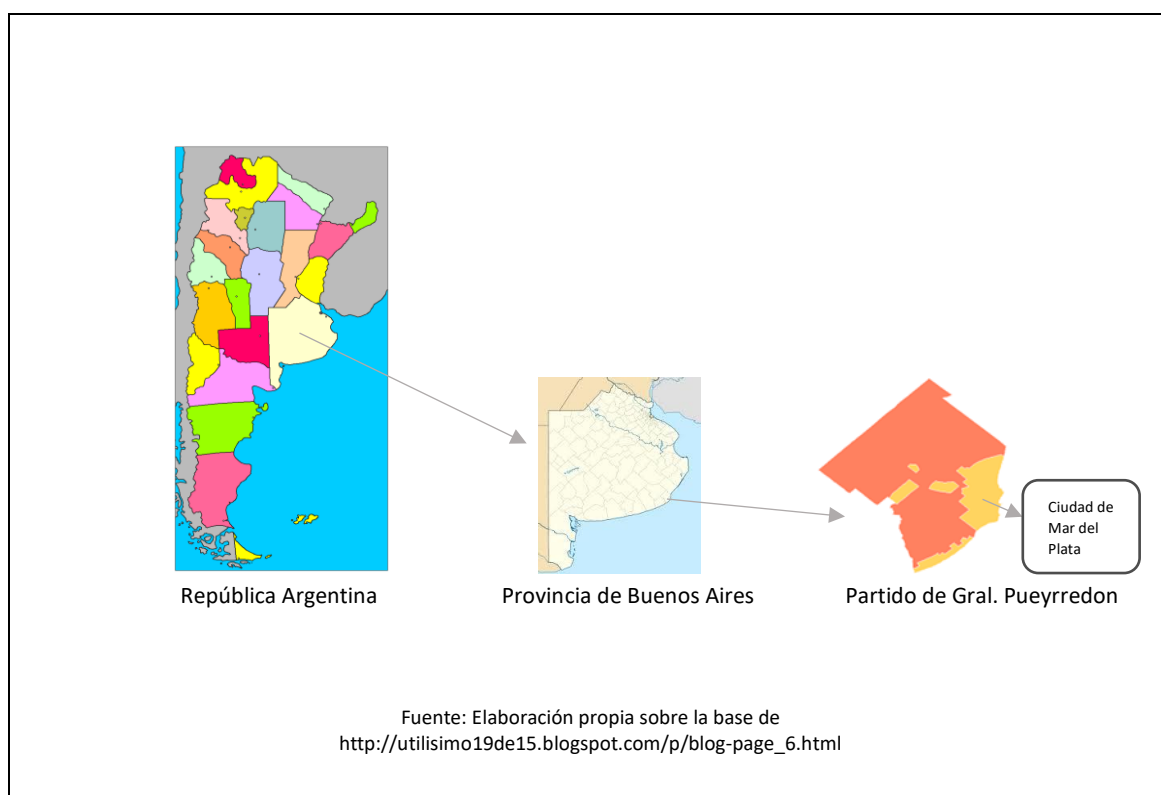 Ciudad de
Mar del
Plata
República Argentina
Provincia de Buenos Aires
Partido de Gral. Pueyrredon
Fuente: Elaboración propia sobre la base de
http://utilisimo19de15.blogspot.com/p/blog-page_6.html